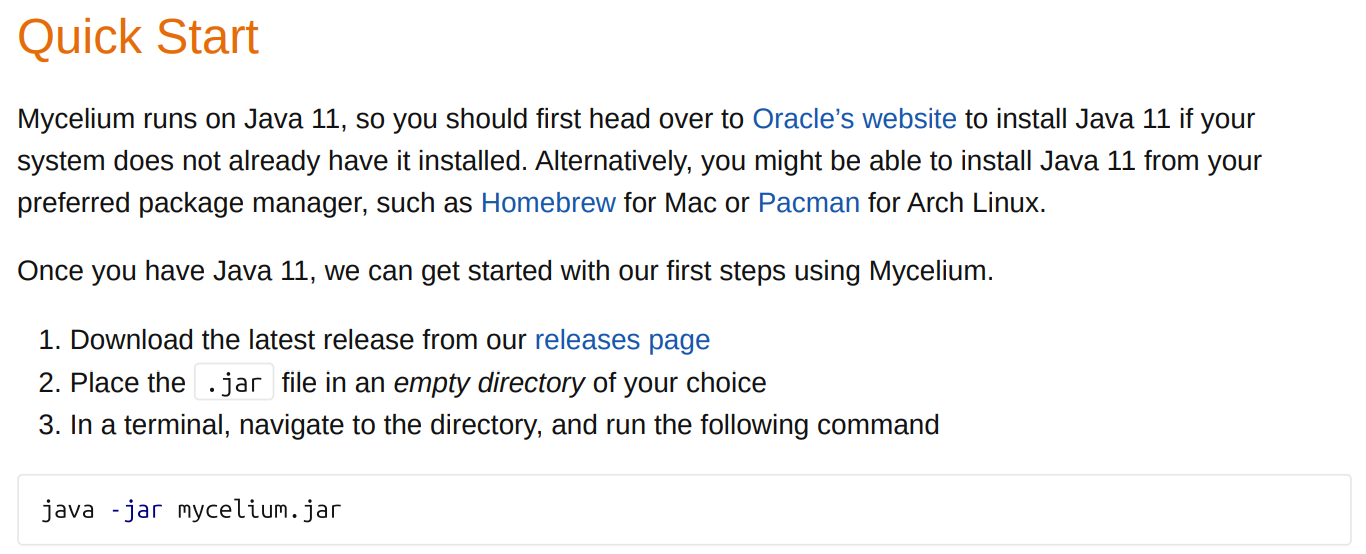 Quick Start
Mycelium runs on Java 11, so you should first head over to Oracle’s website to install Java 11 if your
system does not already have it installed. Alternatively, you might be able to install Java 11 from your
preferred package manager, such as Homebrew for Mac or Pacman for Arch Linux.
Once you have Java 11, we can get started with our first steps using Mycelium.
1. Download the latest release from our releases page
2. Place the .jar file in an empty directory of your choice
3. In a terminal, navigate to the directory, and run the following command
java -jar mycelium.jar